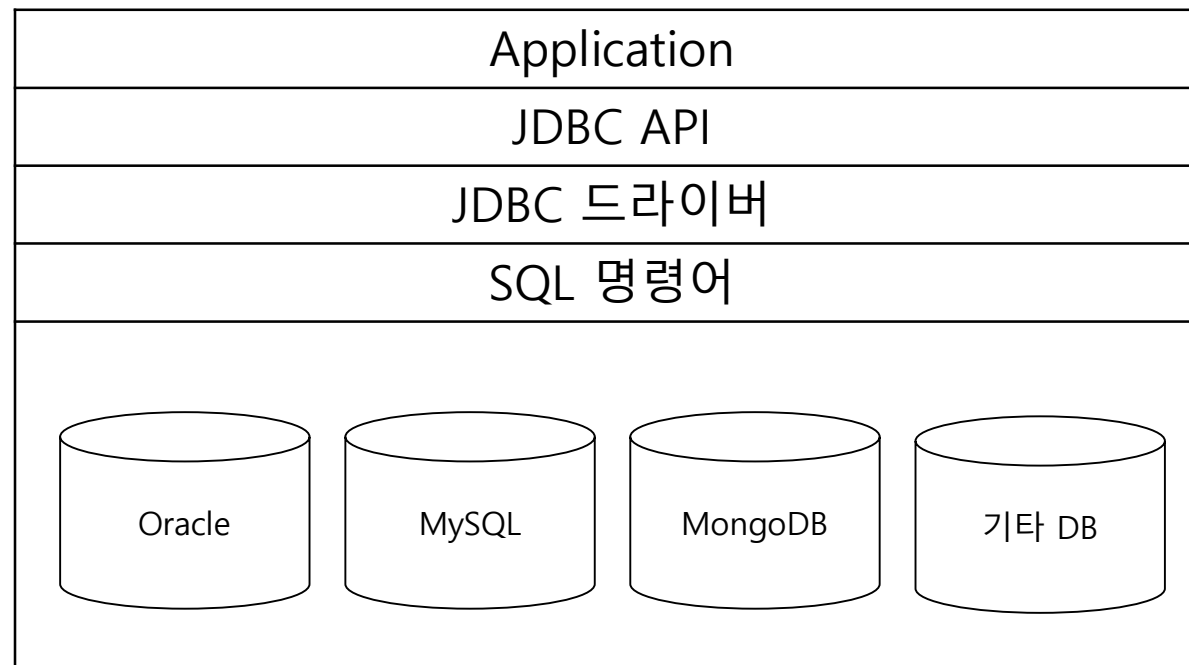 Application
JDBC API
JDBC 드라이버
SQL 명령어
Oracle
MySQL
MongoDB
기타 DB